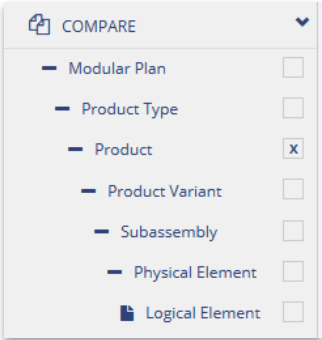 COMPARE
Modular Plan
Product Type
Product x
Product Variant
Subassembly
Physical Element
Logical Element